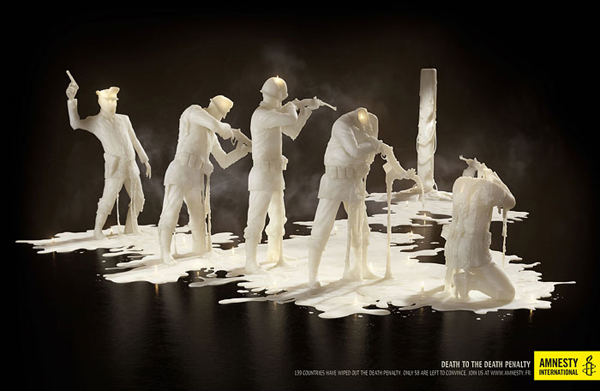 DEATH TO THE DEATH PENALTY
139 COUNTRIES HAVE WIPED OUT THE DEATH PENALTY. ONLY 58 ARE LEFT TO CONVINCE. JOIN US AT WWW.AMNESTY.FR
AMNESTY
INTERNATIONAL